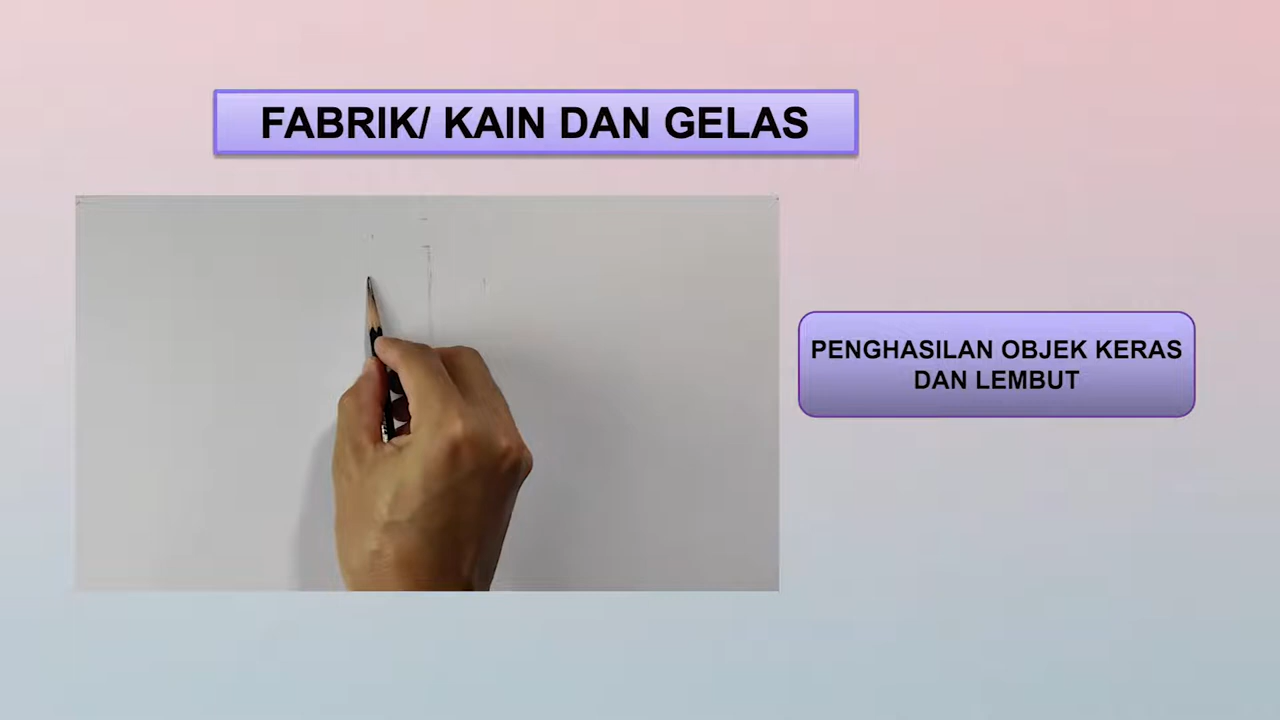 FABRIK/ KAIN DAN GELAS
PENGHASILAN OBJEK KERAS
DAN LEMBUT